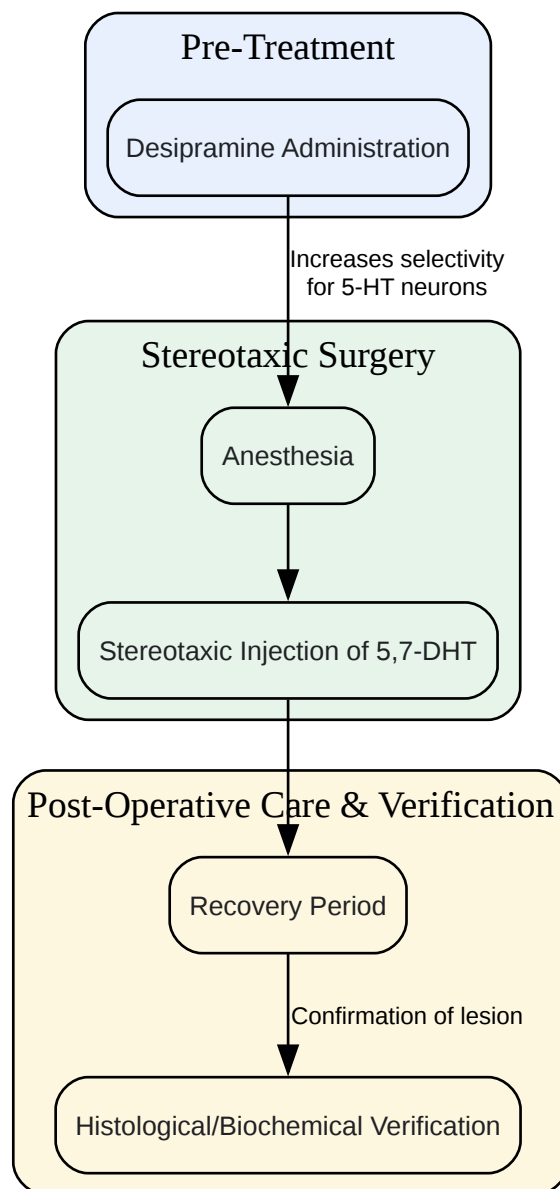 Pre-Treatment
Desipramine Administration
Increases selectivity
for 5-HT neurons
Stereotaxic Surgery
Anesthesia
Stereotaxic Injection of 5,7-DHT
Post-Operative Care & Verification
Recovery Period
Confirmation of lesion
Histological/Biochemical Verification